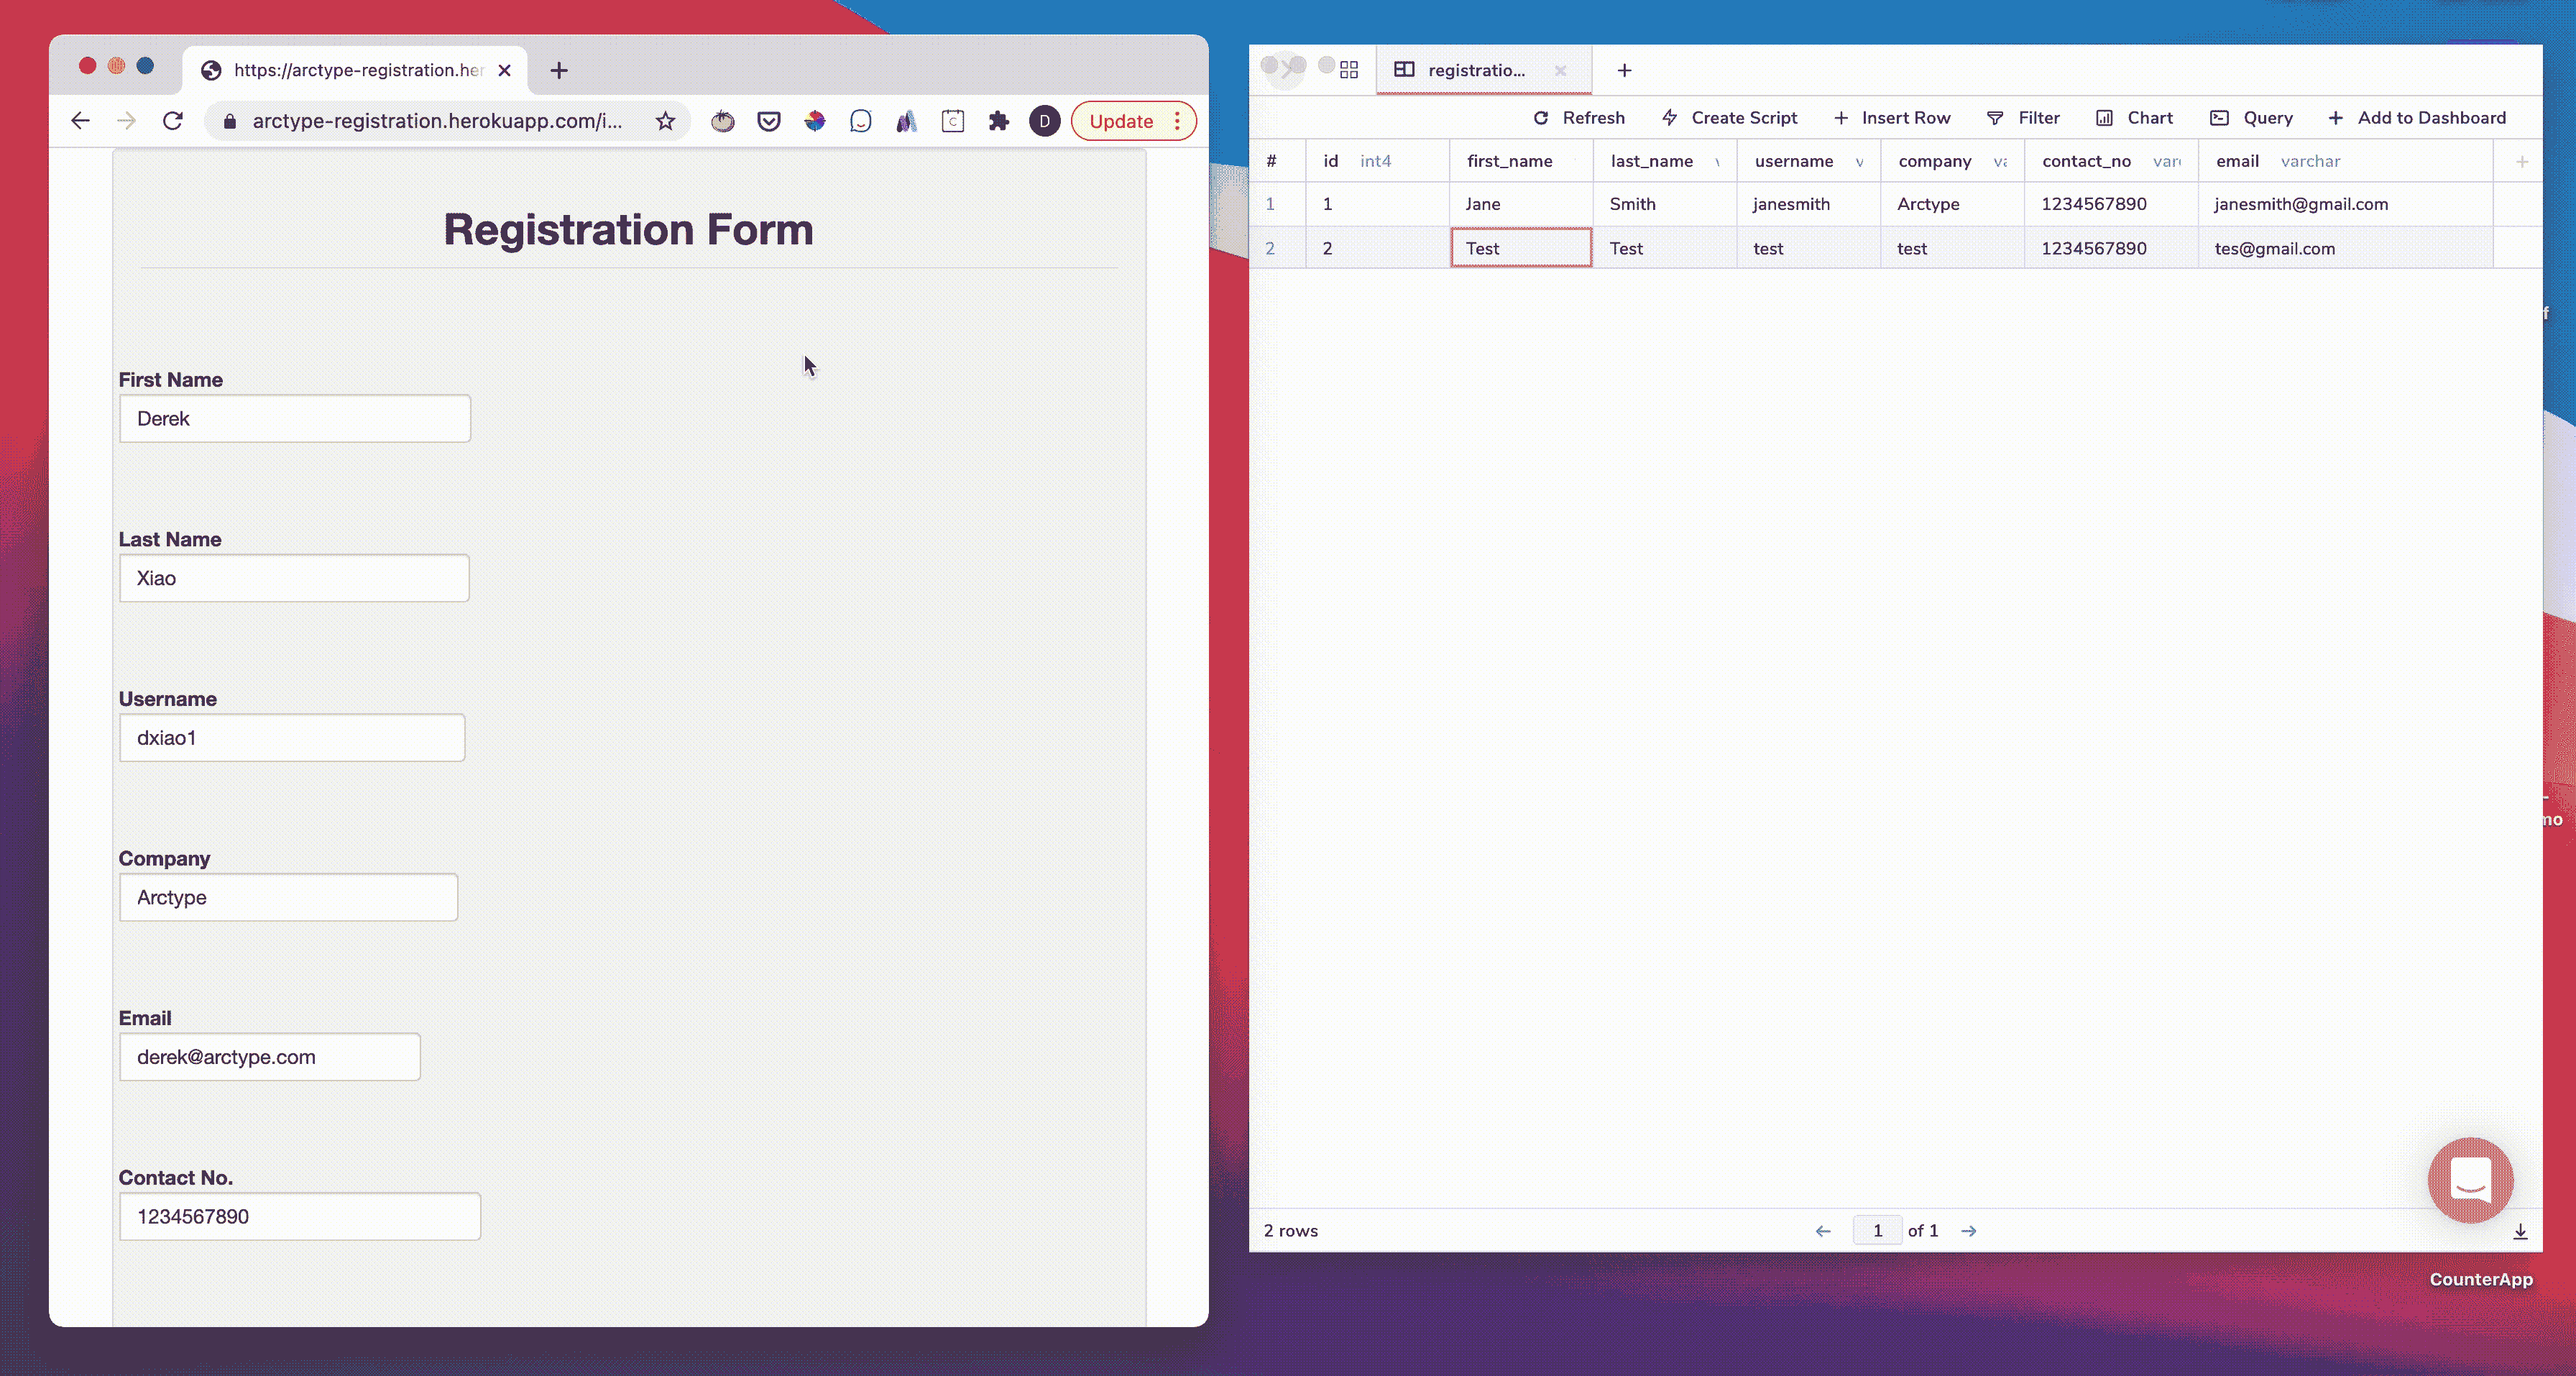 https://arctype-registration.her
arctype-registration.herokuapp.com/i...
C
D
Update
Registration Form
First Name
Derek
Last Name
Xiao
Username
dxiao1
Company
Arctype
Email
derek@arctype.com
Contact No.
1234567890
registratio...
Refresh Create Script Insert Row Filter Chart Query Add to Dashboard
# id int4 first_name last_name v username v company va contact_no var email varchar
1 1 Jane Smith janesmith Arctype 1234567890 janesmith@gmail.com
2 2 Test Test test test 1234567890 tes@gmail.com
2 rows
1 of 1
f
mo
CounterApp